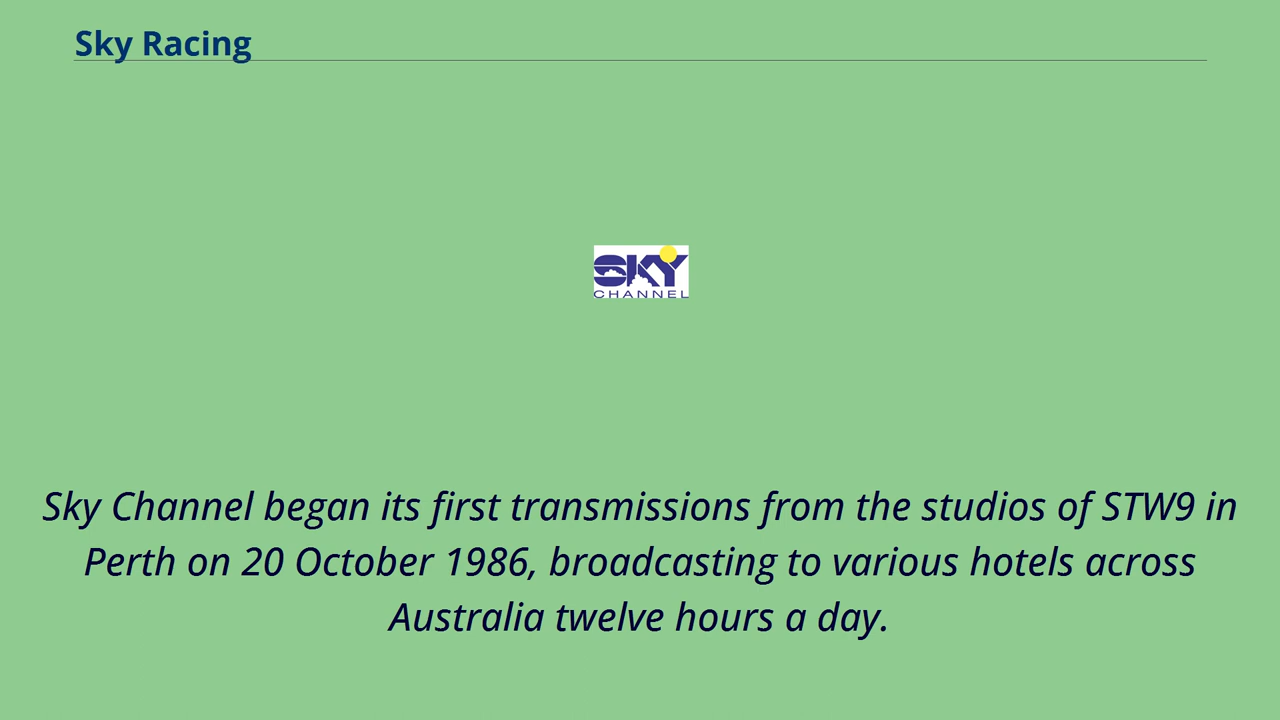 Sky Racing
SKY
CHANNEL
Sky Channel began its first transmissions from the studios of STW9 in
Perth on 20 October 1986, broadcasting to various hotels across
Australia twelve hours a day.